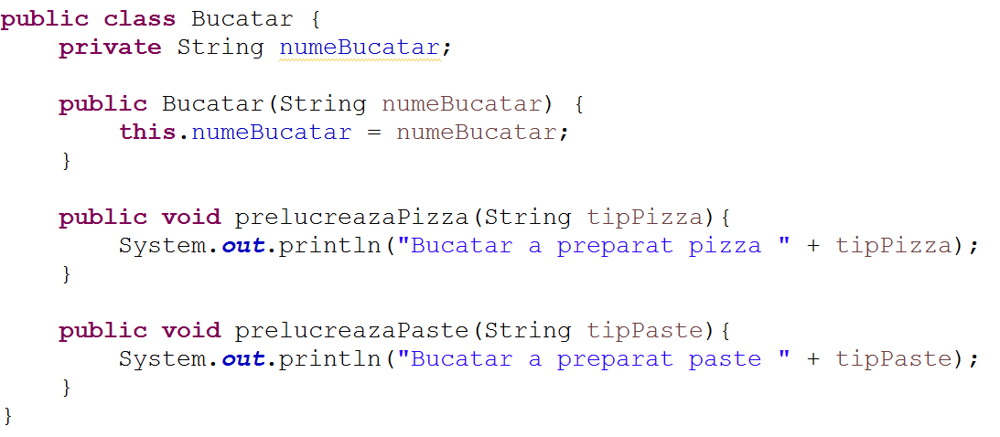 public class Bucatar {
    private String numeBucatar;

    public Bucatar(String numeBucatar) {
        this.numeBucatar = numeBucatar;
    }

    public void prelucreazaPizza(String tipPizza){
        System.out.println("Bucatar a preparat pizza " + tipPizza);
    }

    public void prelucreazaPaste(String tipPaste){
        System.out.println("Bucatar a preparat paste " + tipPaste);
    }
}